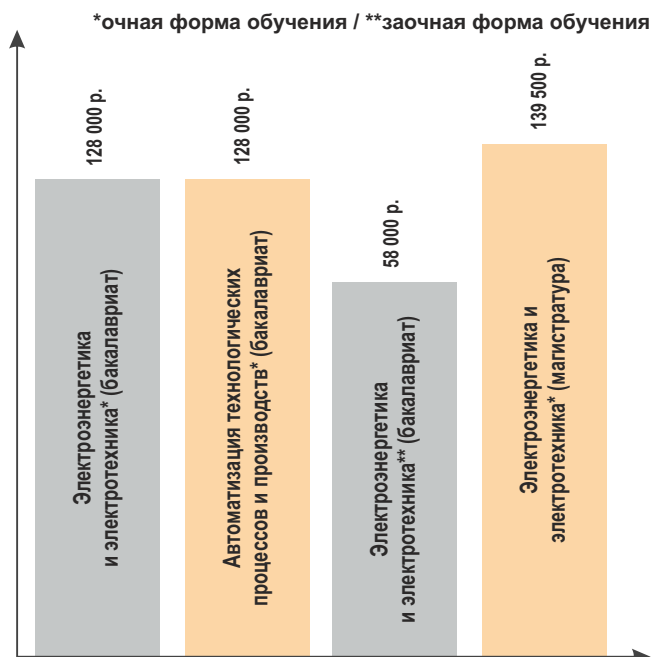 *очная форма обучения / **заочная форма обучения
128 000 р.
Электроэнергетика
и электротехника* (бакалавриат)
128 000 р.
Автоматизация технологических
процессов и производств* (бакалавриат)
58 000 р.
Электроэнергетика
и электротехника** (бакалавриат)
139 500 р.
Электроэнергетика и
электротехника* (магистратура)